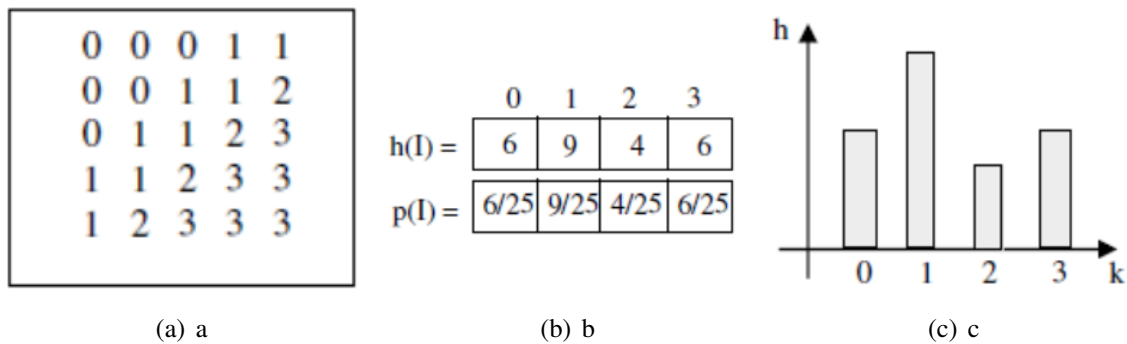 0 0 0 1 1
0 0 1 1 2
0 1 1 2 3
1 1 2 3 3
1 2 3 3 3
(a) a
0 1 2 3
h(I) = 6 9 4 6
p(I) = 6/25 9/25 4/25 6/25
(b) b
h
0 1 2 3 k
(c) c